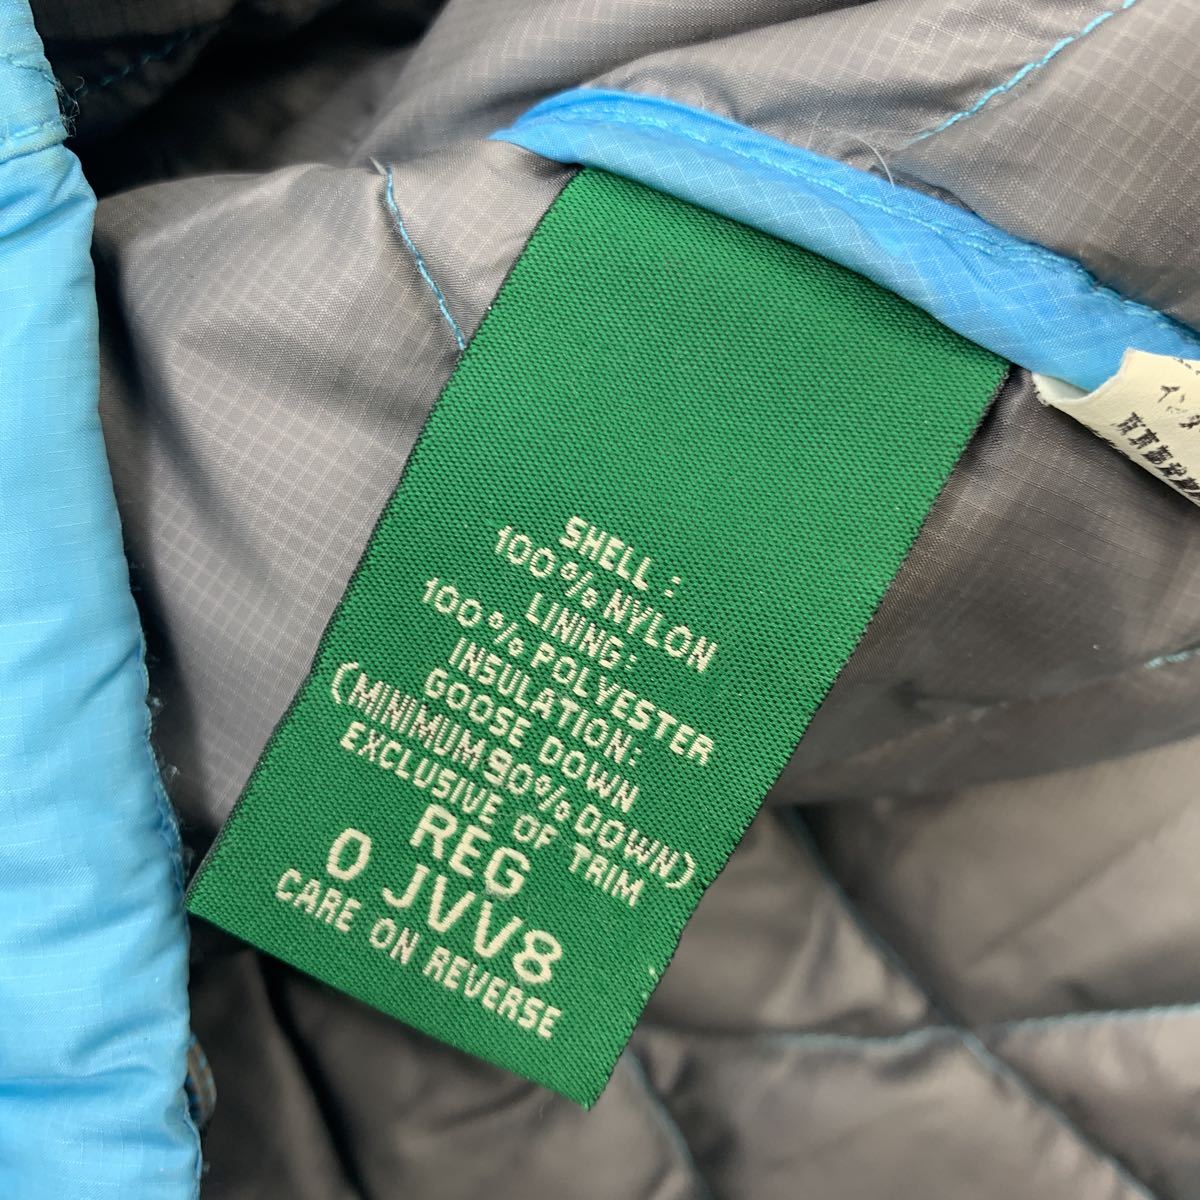 SHELL:
100% NYLON
LINING:
100% POLYESTER
INSULATION:
GOOSE DOWN
(MINIMUM 90% DOWN)
EXCLUSIVE OF TRIM
REG
0 JVV8
CARE ON REVERSE